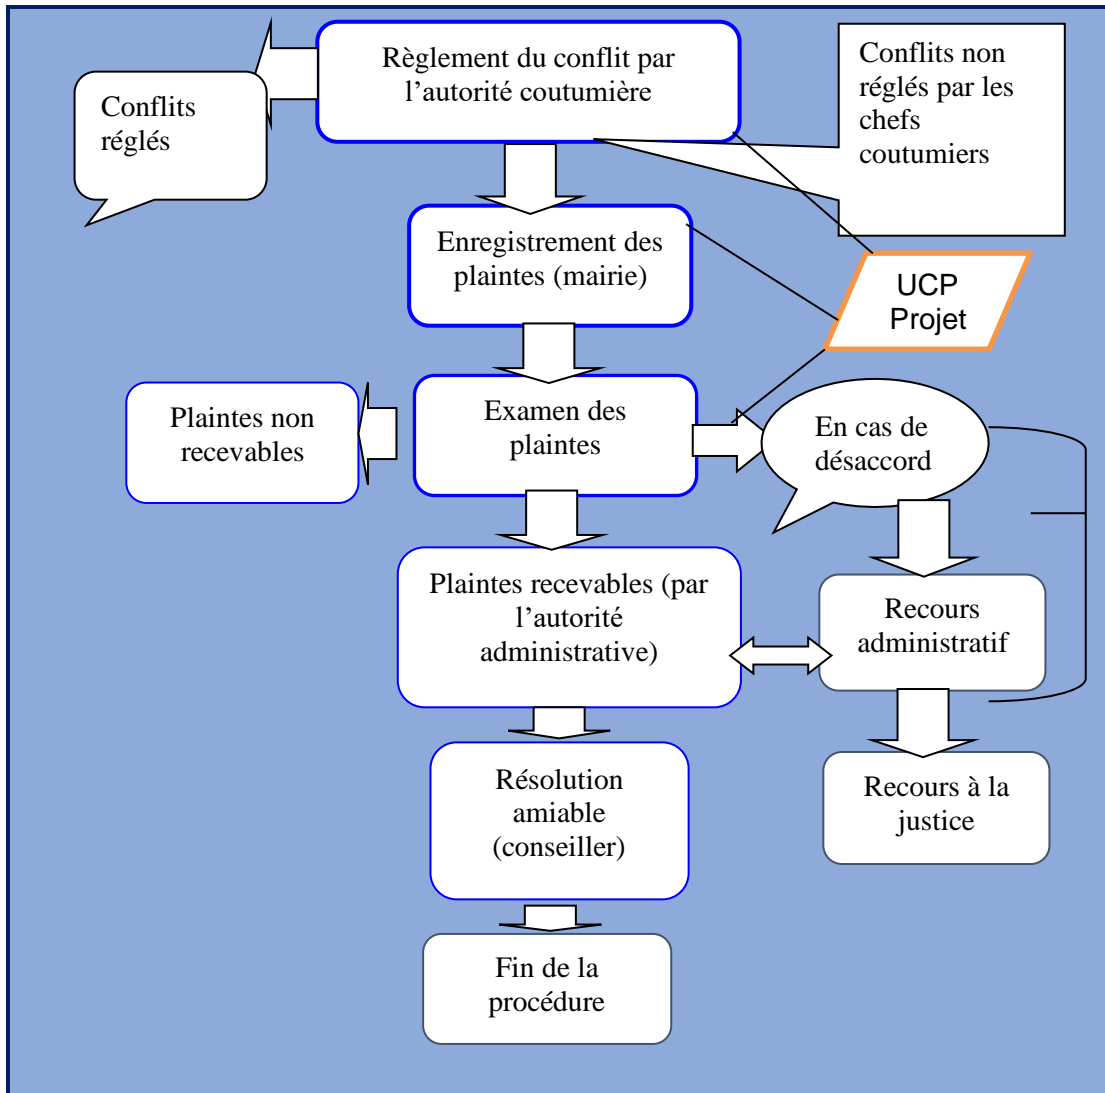 Règlement du conflit par
l’autorité coutumière
Conflits
réglés
Conflits non
réglés par les
chefs
coutumiers
Enregistrement des
plaintes (mairie)
UCP
Projet
Plaintes non
recevables
Examen des
plaintes
En cas de
désaccord
Plaintes recevables (par
l’autorité
administrative)
Recours
administratif
Résolution
amiable
(conseiller)
Recours à la
justice
Fin de la
procédure